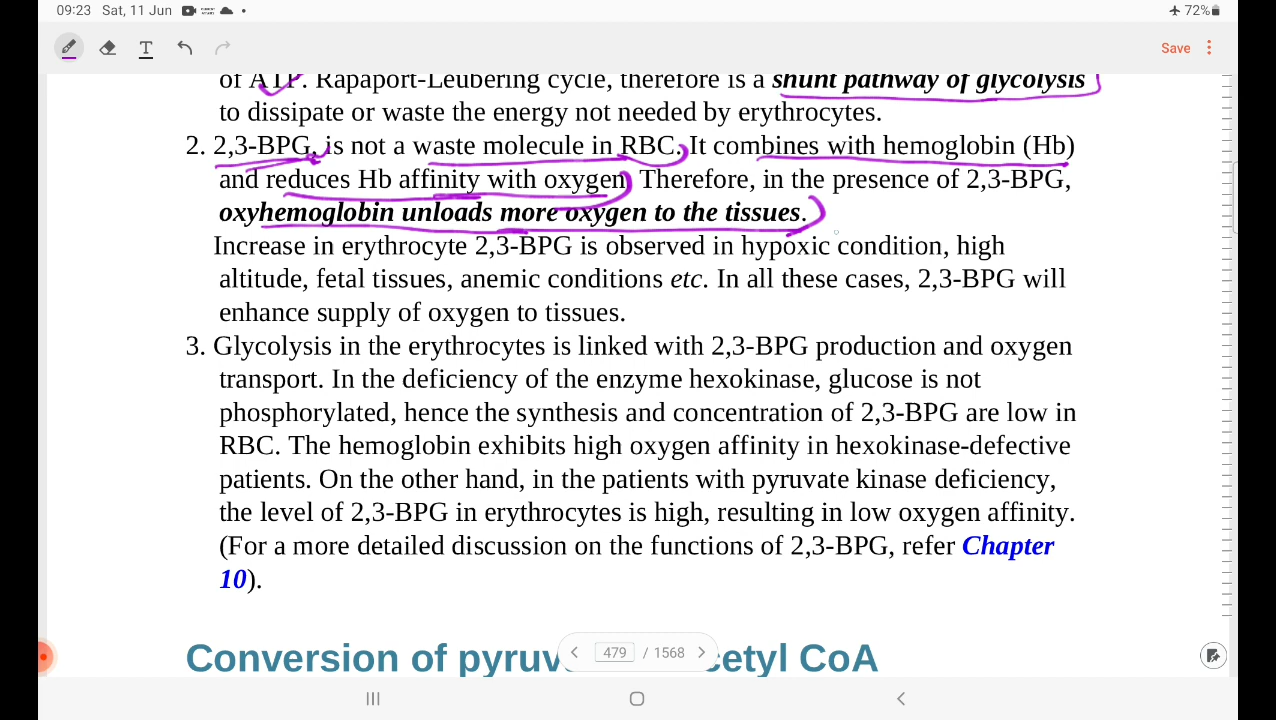 09:23 Sat, 11 Jun
72%
T
Save
of ATP. Rapaport-Leubering cycle, therefore is a shunt pathway of glycolysis
to dissipate or waste the energy not needed by erythrocytes.
2. 2,3-BPG, is not a waste molecule in RBC. It combines with hemoglobin (Hb)
and reduces Hb affinity with oxygen. Therefore, in the presence of 2,3-BPG,
oxyhemoglobin unloads more oxygen to the tissues.
Increase in erythrocyte 2,3-BPG is observed in hypoxic condition, high
altitude, fetal tissues, anemic conditions etc. In all these cases, 2,3-BPG will
enhance supply of oxygen to tissues.
3. Glycolysis in the erythrocytes is linked with 2,3-BPG production and oxygen
transport. In the deficiency of the enzyme hexokinase, glucose is not
phosphorylated, hence the synthesis and concentration of 2,3-BPG are low in
RBC. The hemoglobin exhibits high oxygen affinity in hexokinase-defective
patients. On the other hand, in the patients with pyruvate kinase deficiency,
the level of 2,3-BPG in erythrocytes is high, resulting in low oxygen affinity.
(For a more detailed discussion on the functions of 2,3-BPG, refer Chapter
10).
Conversion of pyruv cetyl CoA
479 / 1568